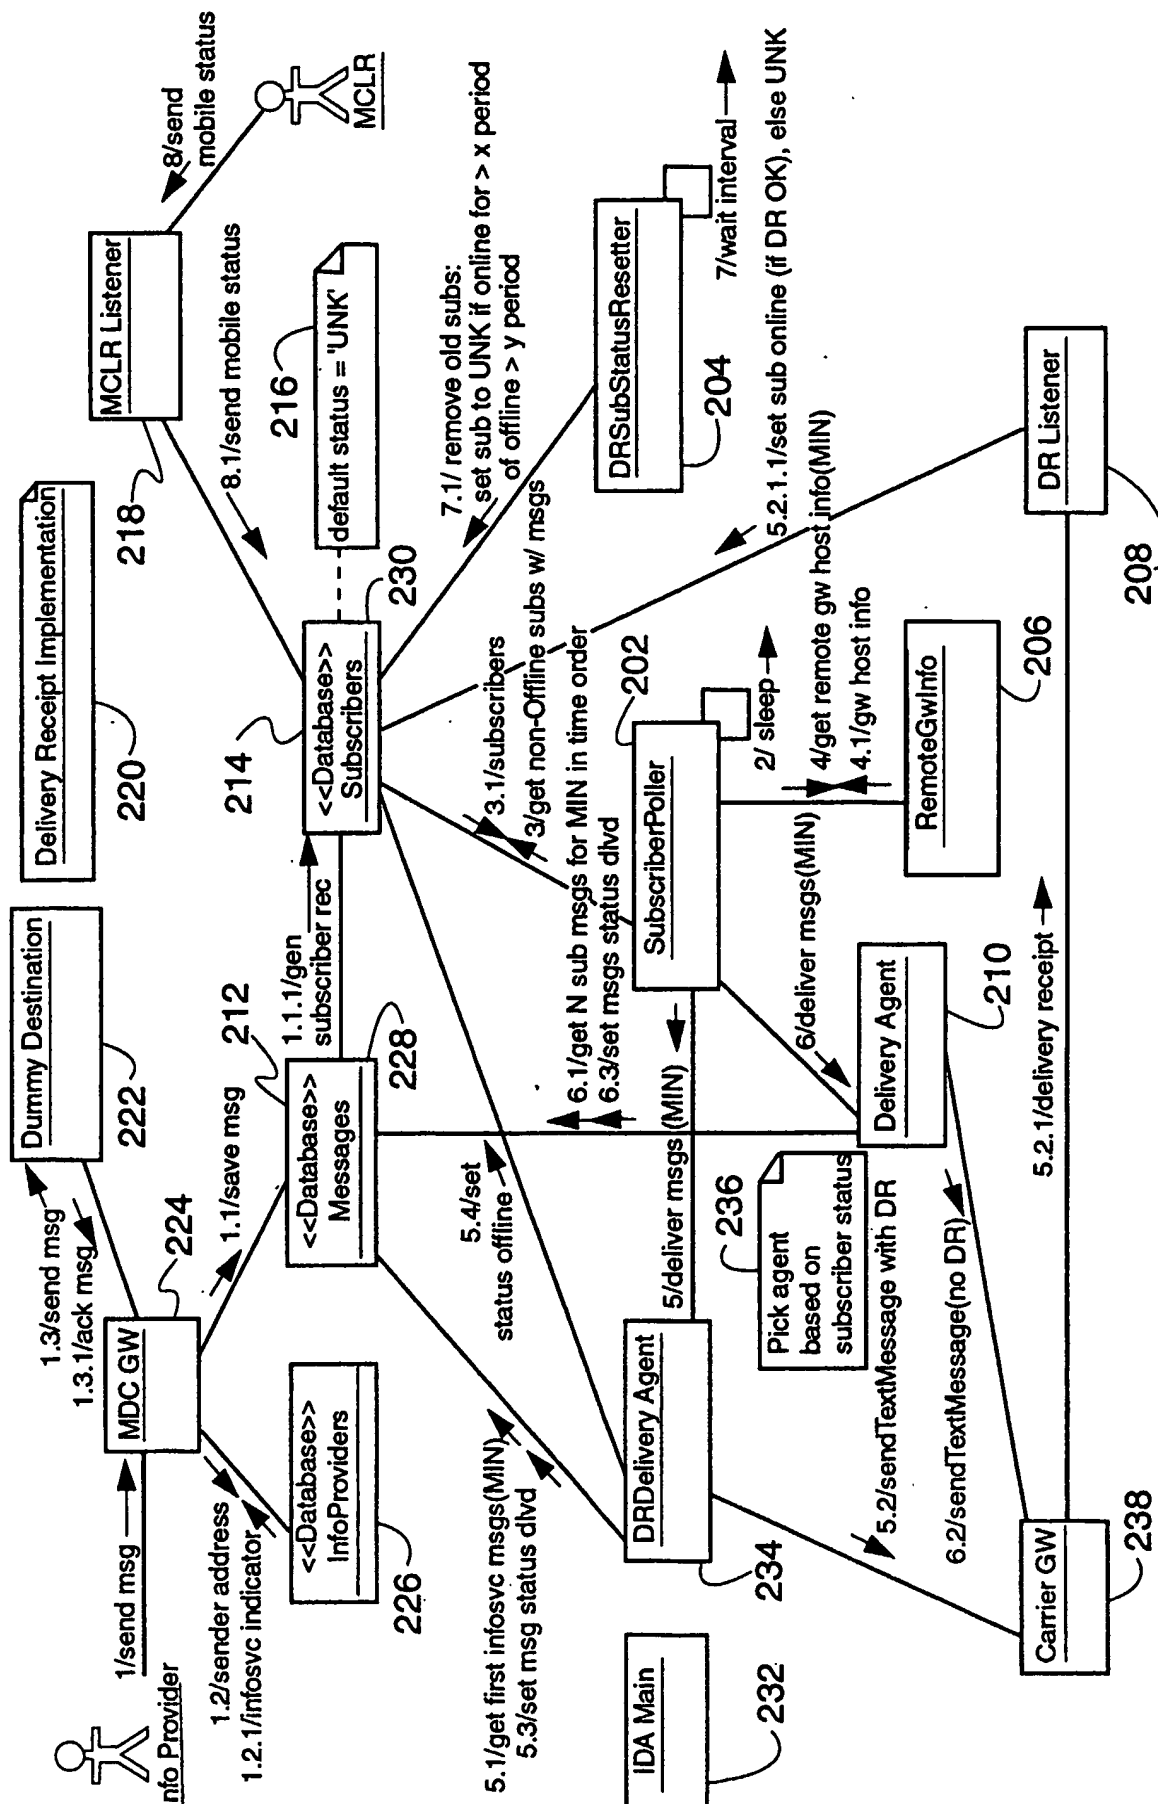 Info Provider
1/send msg
MDC GW
224
1.3/send msg
1.3.1/ack msg
Dummy Destination
222
Delivery Receipt Implementation
220
MCLR Listener
218
8/send
mobile status
MCLR
1.2/sender address
1.2.1/infosvc indicator
<<Database>>
InfoProviders
226
1.1/save msg
212
<<Database>>
Messages
228
1.1.1/gen
subscriber rec
214
<<Database>>
Subscribers
230
8.1/send mobile status
216
default status = 'UNK'
7.1/ remove old subs:
set sub to UNK if online for > x period
of offline > y period
5.1/get first infosvc msgs(MIN)
5.3/set msg status dlvd
5.4/set
status offline
6.1/get N sub msgs for MIN in time order
6.3/set msgs status dlvd
3.1/subscribers
3/get non-Offline subs w/ msgs
IDA Main
232
DRDelivery Agent
234
5/deliver msgs (MIN)
SubscriberPoller
202
2/ sleep
DRSubStatusResetter
204
7/wait interval
236
Pick agent
based on
subscriber status
6/deliver msgs(MIN)
4/get remote gw host info(MIN)
4.1/gw host info
5.2.1.1/set sub online (if DR OK), else UNK
Delivery Agent
210
RemoteGwInfo
206
5.2/sendTextMessage with DR
6.2/sendTextMessage(no DR)
Carrier GW
238
5.2.1/delivery receipt
DR Listener
208